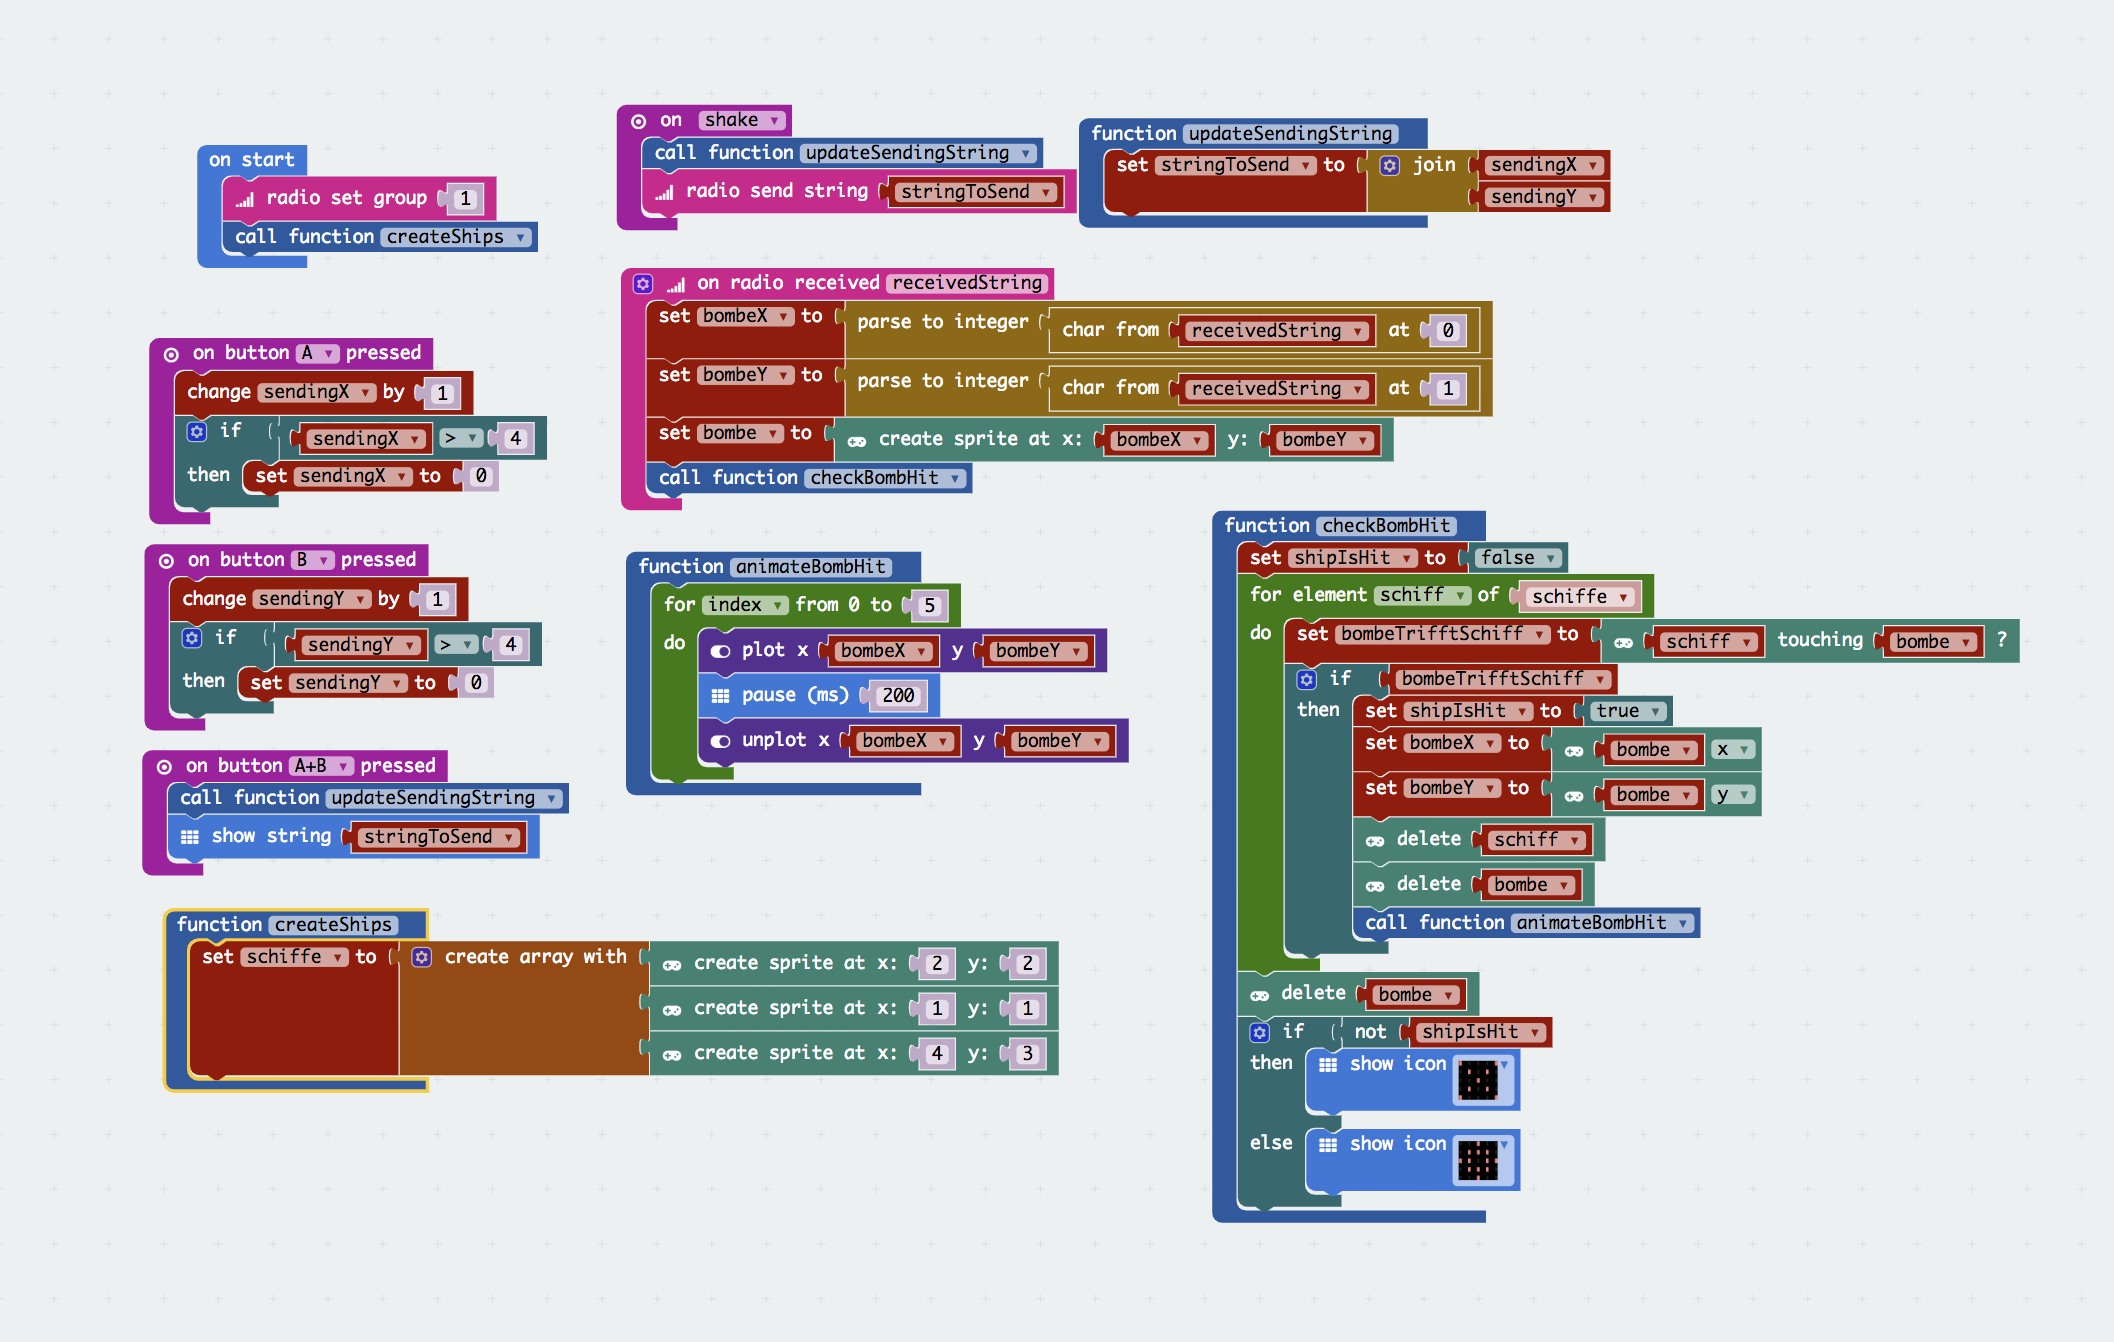 on start
radio set group 1
call function createShips
on button A pressed
change sendingX by 1
if sendingX > 4
then set sendingX to 0
on button B pressed
change sendingY by 1
if sendingY > 4
then set sendingY to 0
on button A+B pressed
call function updateSendingString
show string stringToSend
function createShips
set schiffe to create array with create sprite at x: 2 y: 2
create sprite at x: 1 y: 1
create sprite at x: 4 y: 3
on shake
call function updateSendingString
radio send string stringToSend
function updateSendingString
set stringToSend to join sendingX
sendingY
on radio received receivedString
set bombeX to parse to integer char from receivedString at 0
set bombeY to parse to integer char from receivedString at 1
set bombe to create sprite at x: bombeX y: bombeY
call function checkBombHit
function animateBombHit
for index from 0 to 5
do plot x bombeX y bombeY
pause (ms) 200
unplot x bombeX y bombeY
function checkBombHit
set shipIsHit to false
for element schiff of schiffe
do set bombeTrifftSchiff to schiff touching bombe ?
if bombeTrifftSchiff
then set shipIsHit to true
set bombeX to bombe x
set bombeY to bombe y
delete schiff
delete bombe
call function animateBombHit
delete bombe
if not shipIsHit
then show icon
else show icon